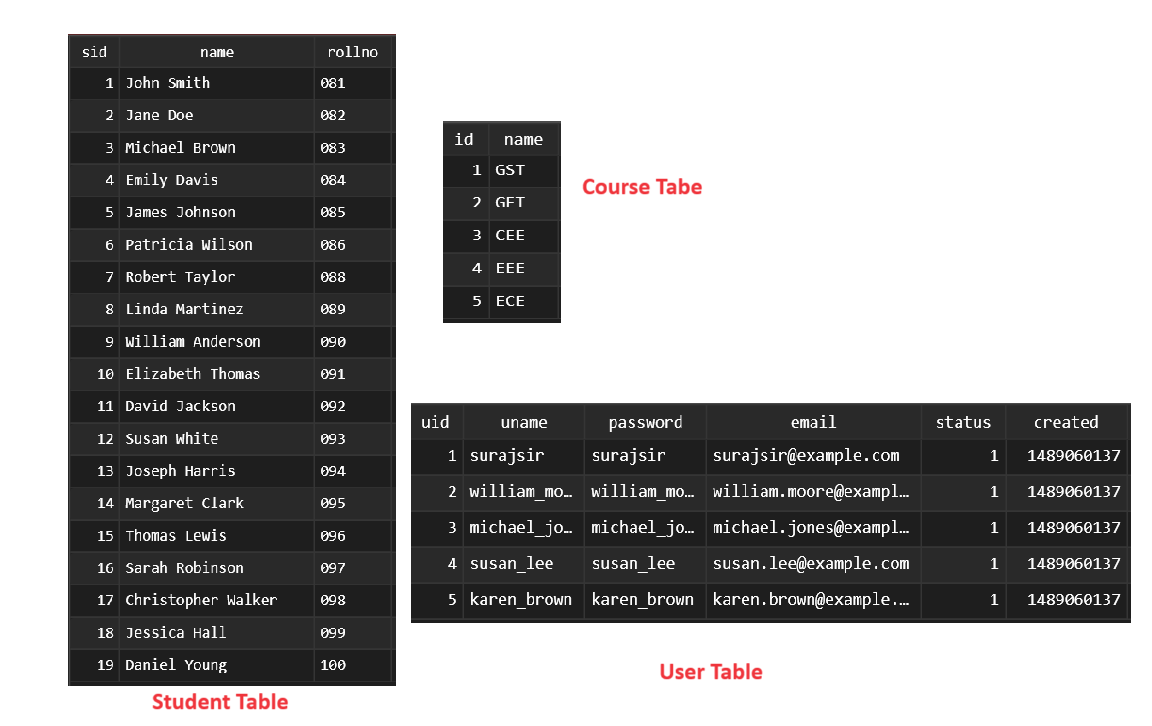 sid name rollno
1 John Smith 081
2 Jane Doe 082
3 Michael Brown 083
4 Emily Davis 084
5 James Johnson 085
6 Patricia Wilson 086
7 Robert Taylor 088
8 Linda Martinez 089
9 William Anderson 090
10 Elizabeth Thomas 091
11 David Jackson 092
12 Susan White 093
13 Joseph Harris 094
14 Margaret Clark 095
15 Thomas Lewis 096
16 Sarah Robinson 097
17 Christopher Walker 098
18 Jessica Hall 099
19 Daniel Young 100
Student Table
id name
1 GST
2 GFT
3 CEE
4 EEE
5 ECE
Course Tabe
uid uname password email status created
1 surajsir surajsir surajsir@example.com 1 1489060137
2 william_mo… william_mo… william.moore@exampl… 1 1489060137
3 michael_jo… michael_jo… michael.jones@exampl… 1 1489060137
4 susan_lee susan_lee susan.lee@example.com 1 1489060137
5 karen_brown karen_brown karen.brown@example.… 1 1489060137
User Table